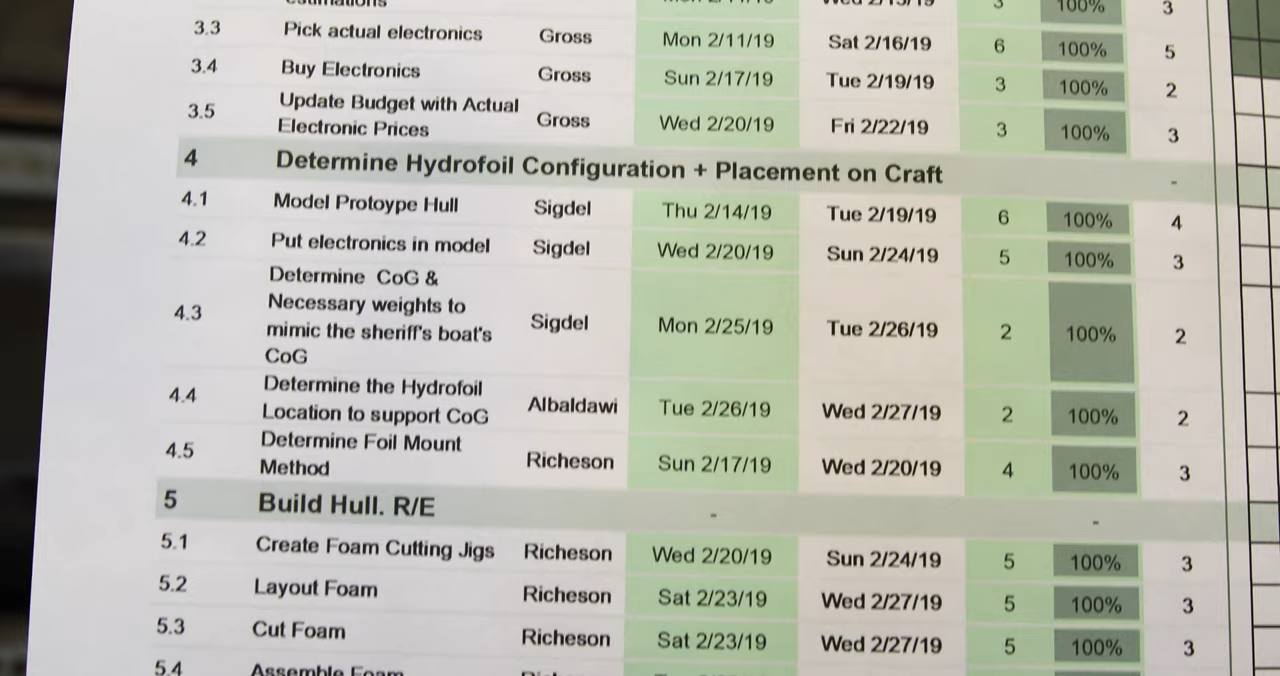 3 100% 3
3.3 Pick actual electronics Gross Mon 2/11/19 Sat 2/16/19 6 100% 5
3.4 Buy Electronics Gross Sun 2/17/19 Tue 2/19/19 3 100% 2
3.5 Update Budget with Actual Electronic Prices Gross Wed 2/20/19 Fri 2/22/19 3 100% 3
4 Determine Hydrofoil Configuration + Placement on Craft -
4.1 Model Protoype Hull Sigdel Thu 2/14/19 Tue 2/19/19 6 100% 4
4.2 Put electronics in model Sigdel Wed 2/20/19 Sun 2/24/19 5 100% 3
Determine CoG &
Necessary weights to
4.3 mimic the sheriff's boat's Sigdel Mon 2/25/19 Tue 2/26/19 2 100% 2
CoG
4.4 Determine the Hydrofoil
Location to support CoG Albaldawi Tue 2/26/19 Wed 2/27/19 2 100% 2
4.5 Determine Foil Mount
Method Richeson Sun 2/17/19 Wed 2/20/19 4 100% 3
5 Build Hull. R/E - -
5.1 Create Foam Cutting Jigs Richeson Wed 2/20/19 Sun 2/24/19 5 100% 3
5.2 Layout Foam Richeson Sat 2/23/19 Wed 2/27/19 5 100% 3
5.3 Cut Foam Richeson Sat 2/23/19 Wed 2/27/19 5 100% 3
5.4 Assemble Foam